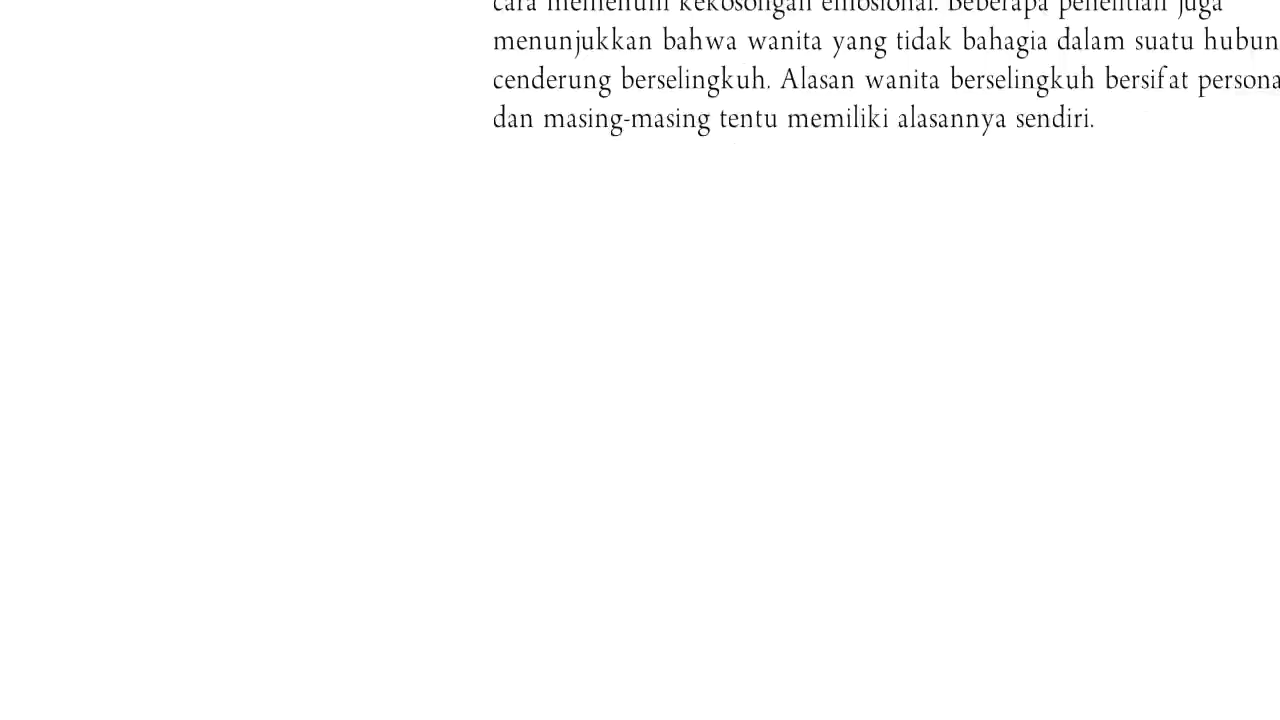 cara memenuhi kekosongan emosional. Beberapa penelitian juga
menunjukkan bahwa wanita yang tidak bahagia dalam suatu hubun
cenderung berselingkuh. Alasan wanita berselingkuh bersifat persona
dan masing-masing tentu memiliki alasannya sendiri.